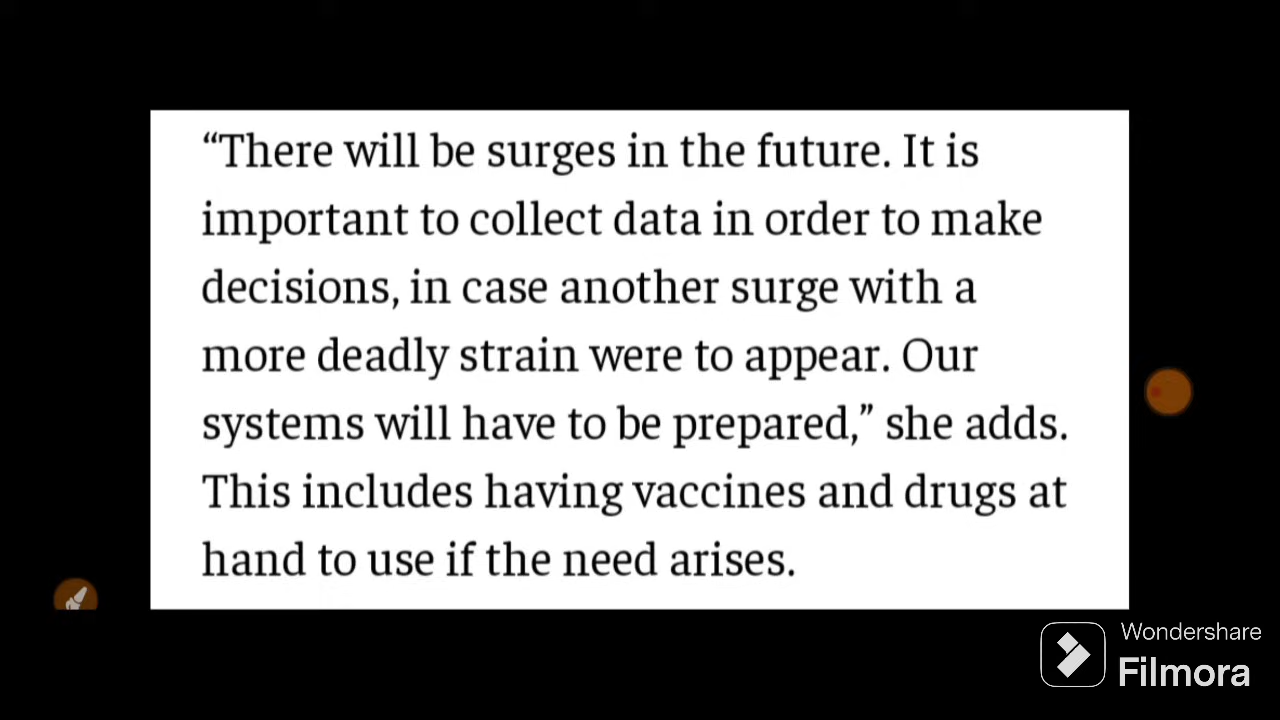 “There will be surges in the future. It is
important to collect data in order to make
decisions, in case another surge with a
more deadly strain were to appear. Our
systems will have to be prepared,” she adds.
This includes having vaccines and drugs at
hand to use if the need arises.
Wondershare
Filmora